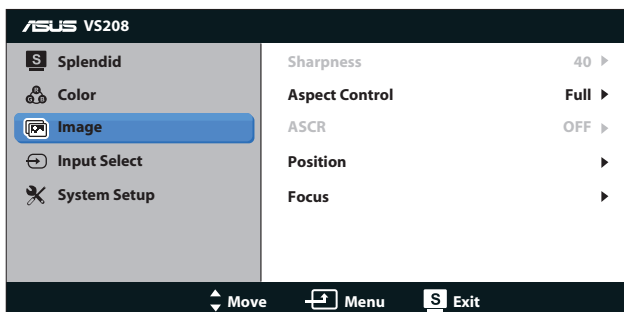 ASUS VS208
S Splendid
Color
Image
Input Select
System Setup
Sharpness 40
Aspect Control Full
ASCR OFF
Position
Focus
Move Menu S Exit